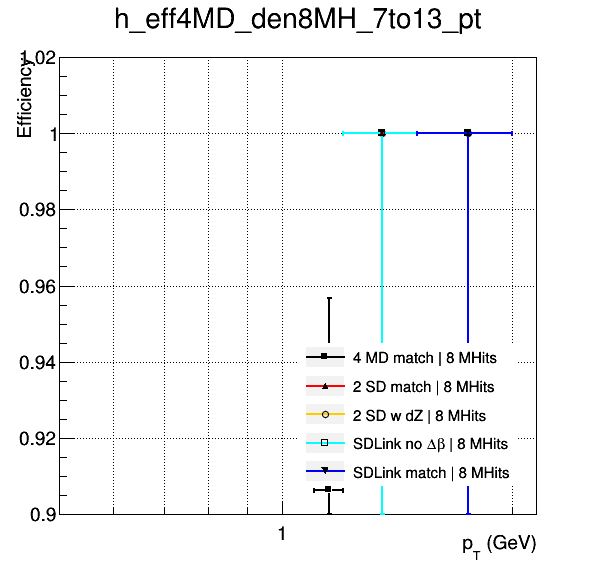 h_eff4MD_den8MH_7to13_pt
Efficiency
1.02
1
0.98
0.96
0.94
0.92
0.9
4 MD match | 8 MHits
2 SD match | 8 MHits
2 SD w dZ | 8 MHits
SDLink no Δβ | 8 MHits
SDLink match | 8 MHits
1
p_T (GeV)